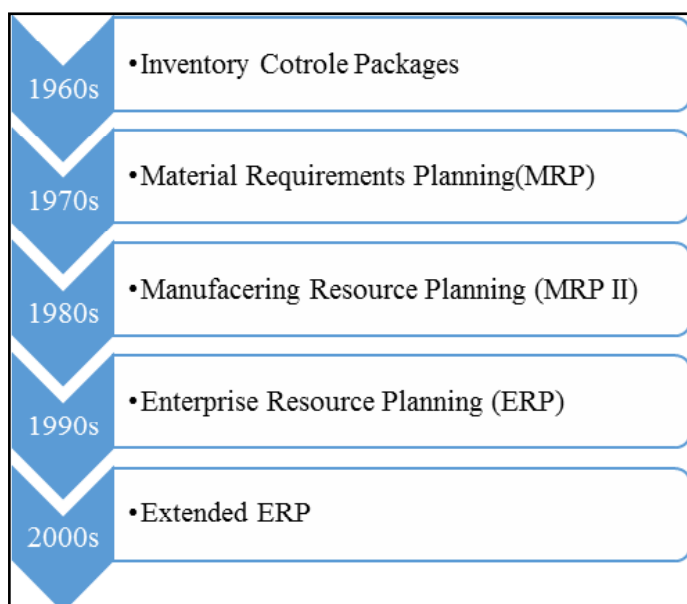 1960s
•Inventory Cotrole Packages
1970s
•Material Requirements Planning(MRP)
1980s
•Manufacering Resource Planning (MRP II)
1990s
•Enterprise Resource Planning (ERP)
2000s
•Extended ERP